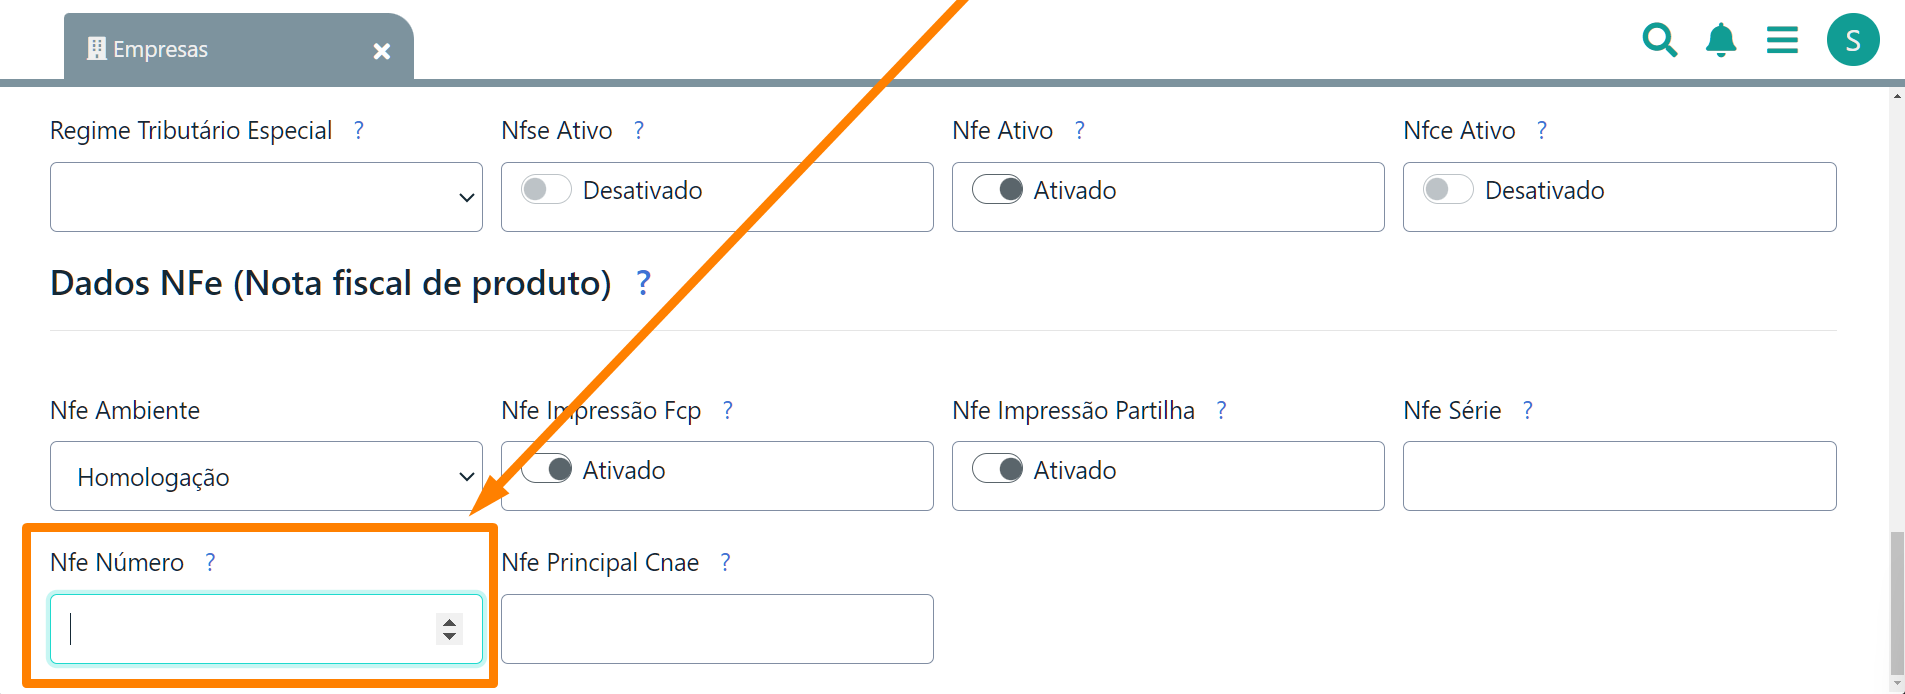 Empresas
S
Regime Tributário Especial ?
Nfse Ativo ?
Nfe Ativo ?
Nfce Ativo ?
Desativado
Ativado
Desativado
Dados NFe (Nota fiscal de produto) ?
Nfe Ambiente
Nfe Impressão Fcp ?
Nfe Impressão Partilha ?
Nfe Série ?
Homologação
Ativado
Ativado
Nfe Número ?
Nfe Principal Cnae ?